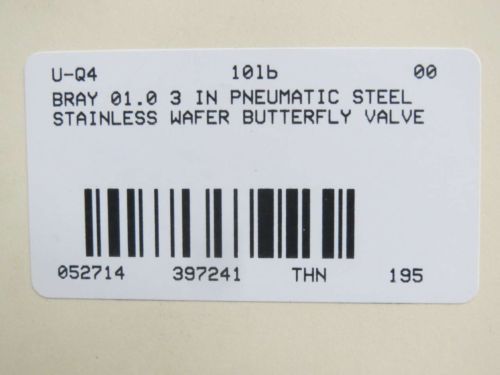 U-Q4 10lb 00
BRAY 01.0 3 IN PNEUMATIC STEEL
STAINLESS WAFER BUTTERFLY VALVE
052714 397241 THN 195